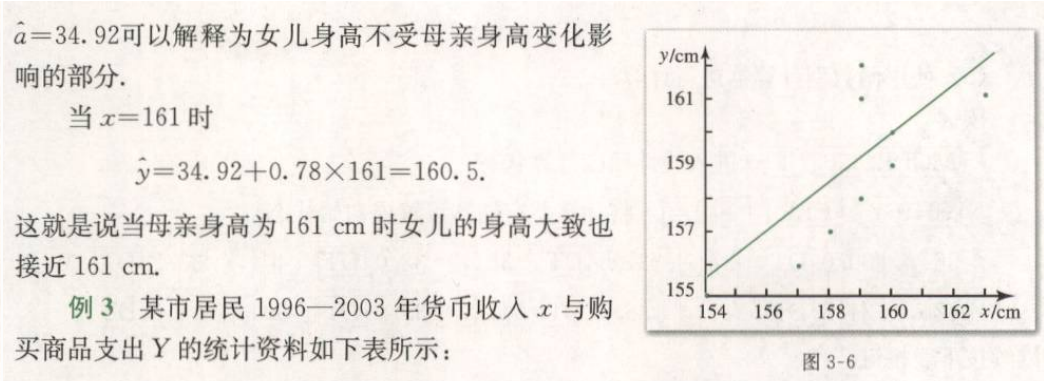 â=34.92可以解释为女儿身高不受母亲身高变化影
响的部分.
当 x=161 时
ŷ=34.92+0.78×161=160.5.
这就是说当母亲身高为 161 cm 时女儿的身高大致也
接近 161 cm.
例 3 某市居民 1996—2003 年货币收入 x 与购
买商品支出 Y 的统计资料如下表所示：
y/cm
161
159
157
155
154 156 158 160 162 x/cm
图 3-6